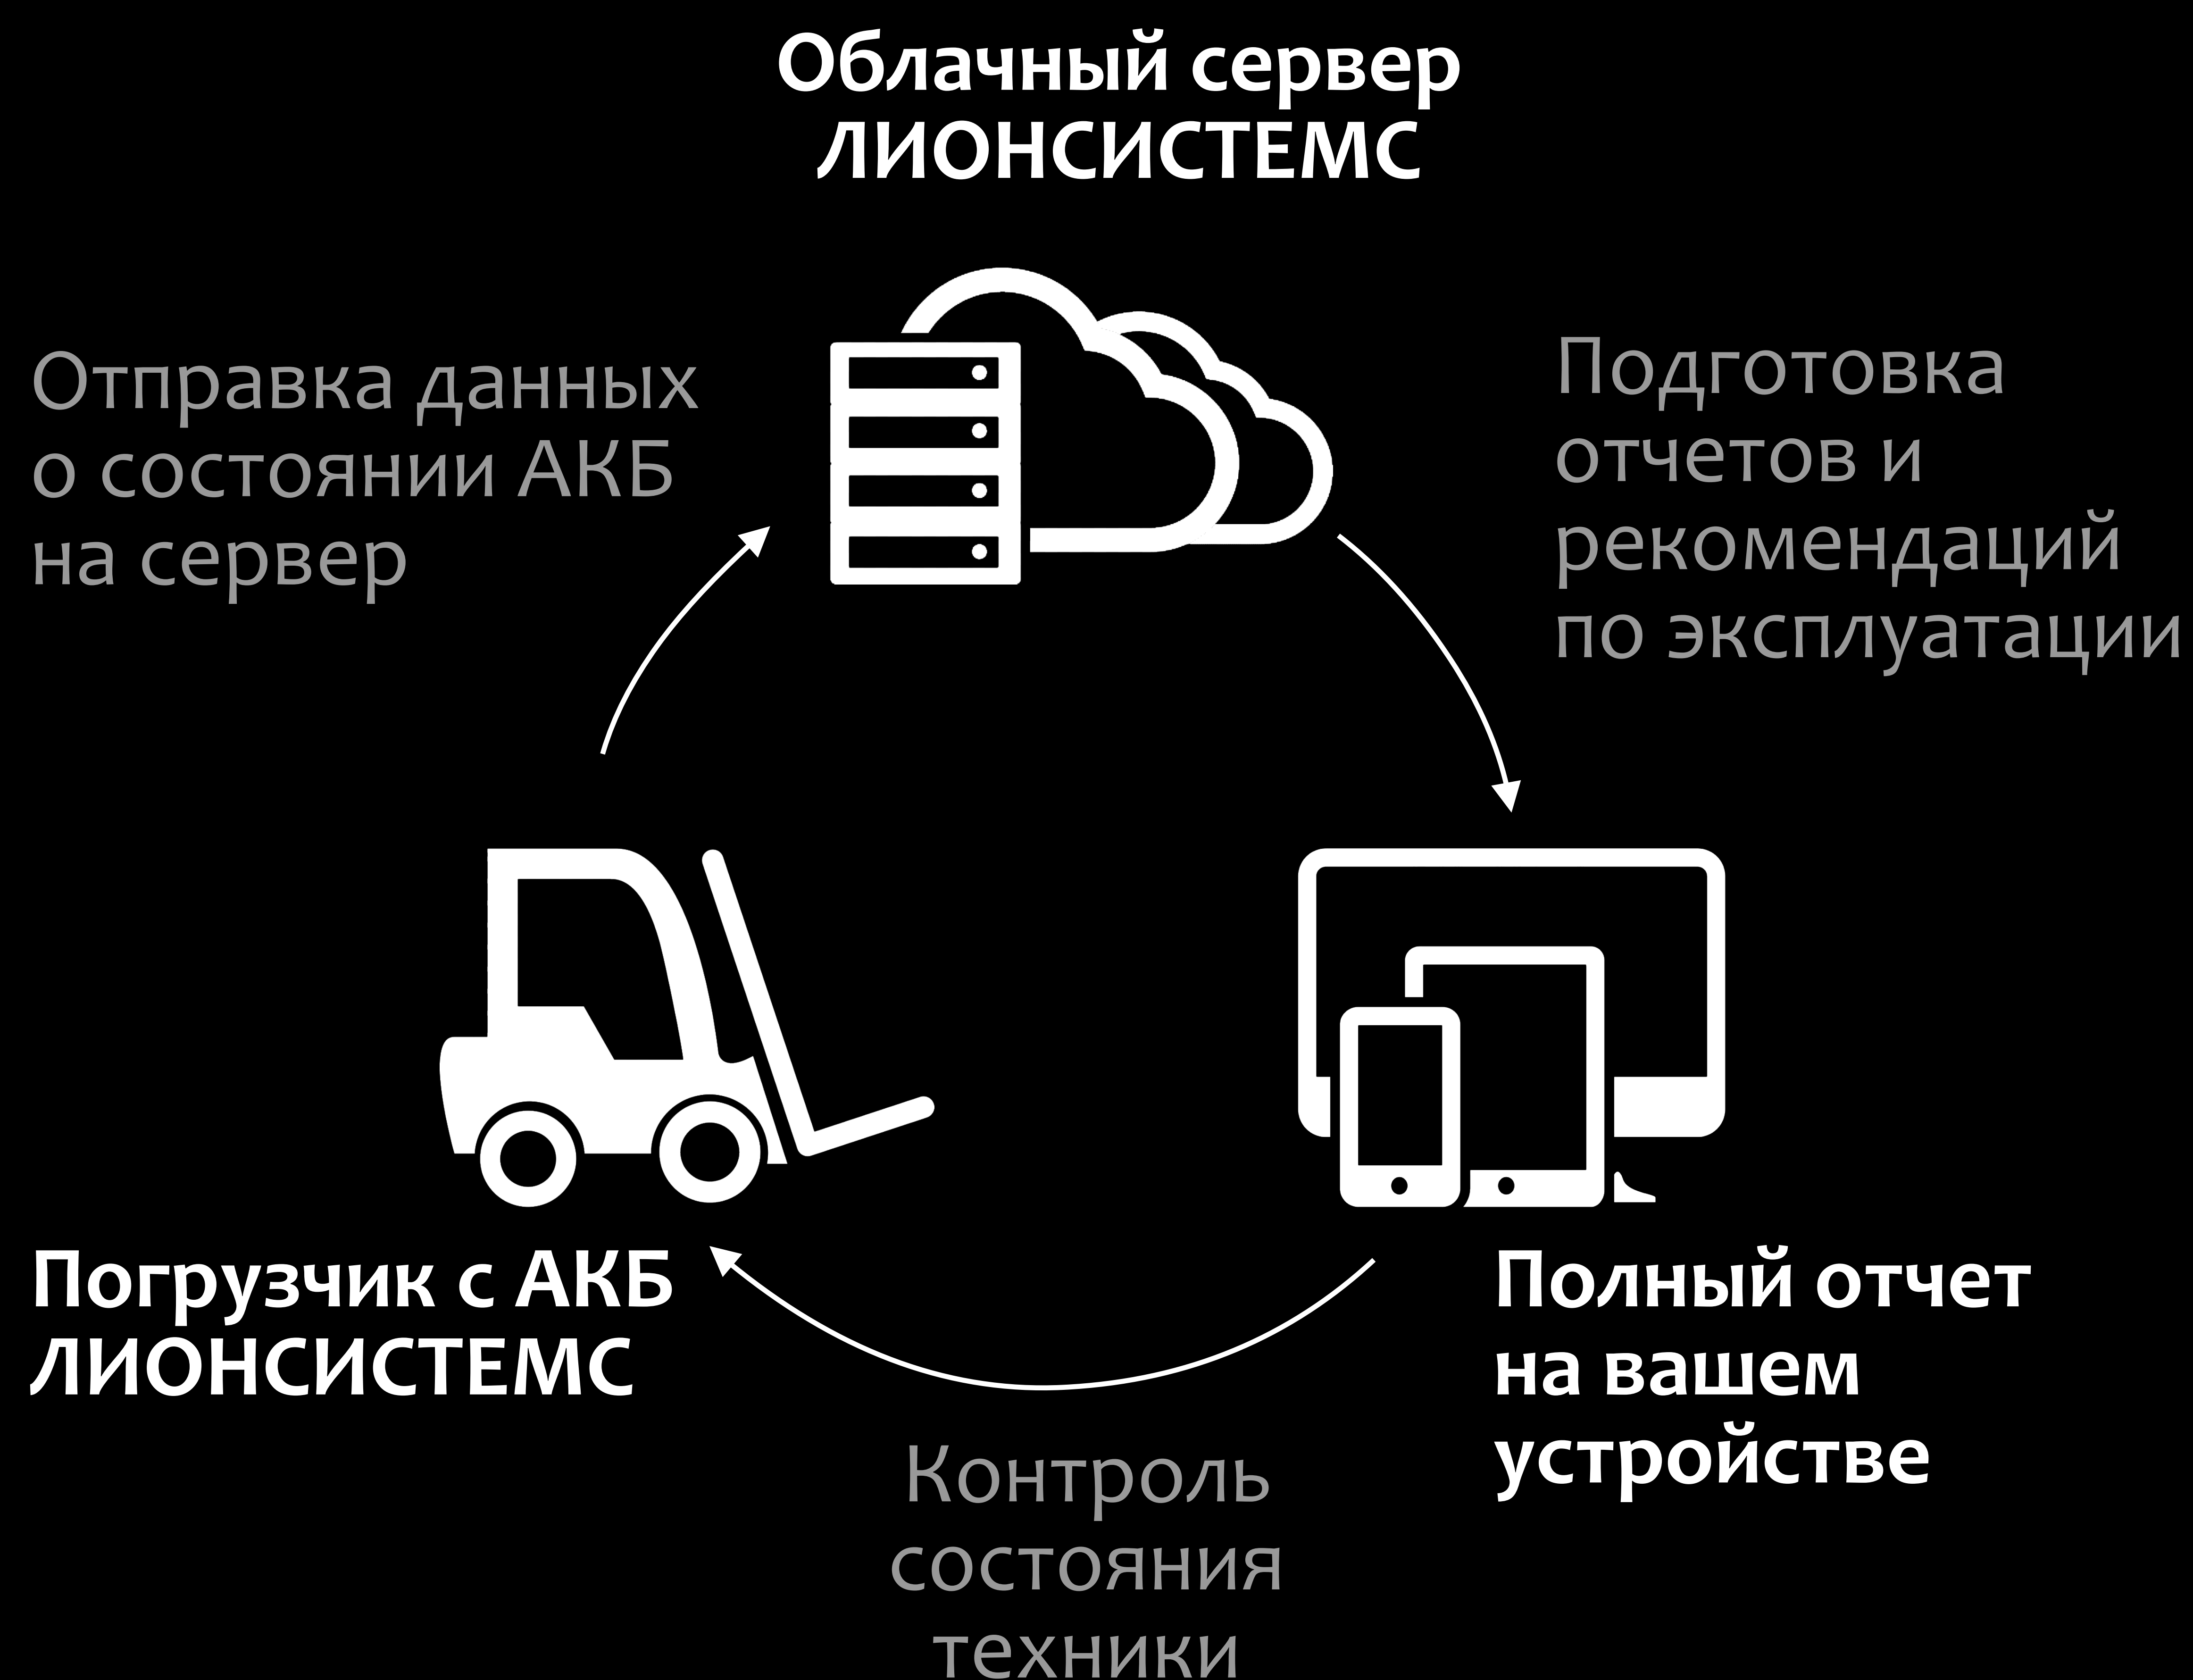 Облачный сервер
ЛИОНСИСТЕМС
Отправка данных
о состоянии АКБ
на сервер
Подготовка
отчетов и
рекомендаций
по эксплуатации
Погрузчик с АКБ
ЛИОНСИСТЕМС
Полный отчет
на вашем
устройстве
Контроль
состояния
техники